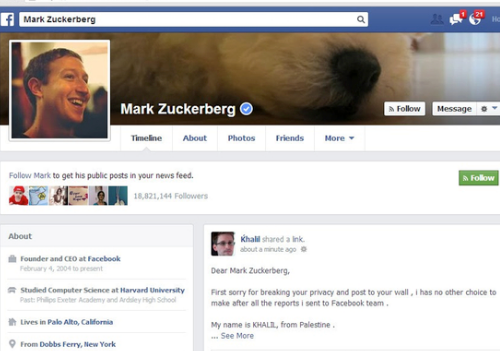 f
Mark Zuckerberg
1
21
Mark Zuckerberg
Follow
Message
Timeline
About
Photos
Friends
More
Follow Mark to get his public posts in your news feed.
Follow
18,821,144 Followers
About
Founder and CEO at Facebook
February 4, 2004 to present
Studied Computer Science at Harvard University
Past: Phillips Exeter Academy and Ardsley High School
Lives in Palo Alto, California
From Dobbs Ferry, New York
Khalil shared a link.
about a minute ago
Dear Mark Zuckerberg,
First sorry for breaking your privacy and post to your wall , i has no other choice to
make after all the reports i sent to Facebook team .
My name is KHALIL, from Palestine .
... See More